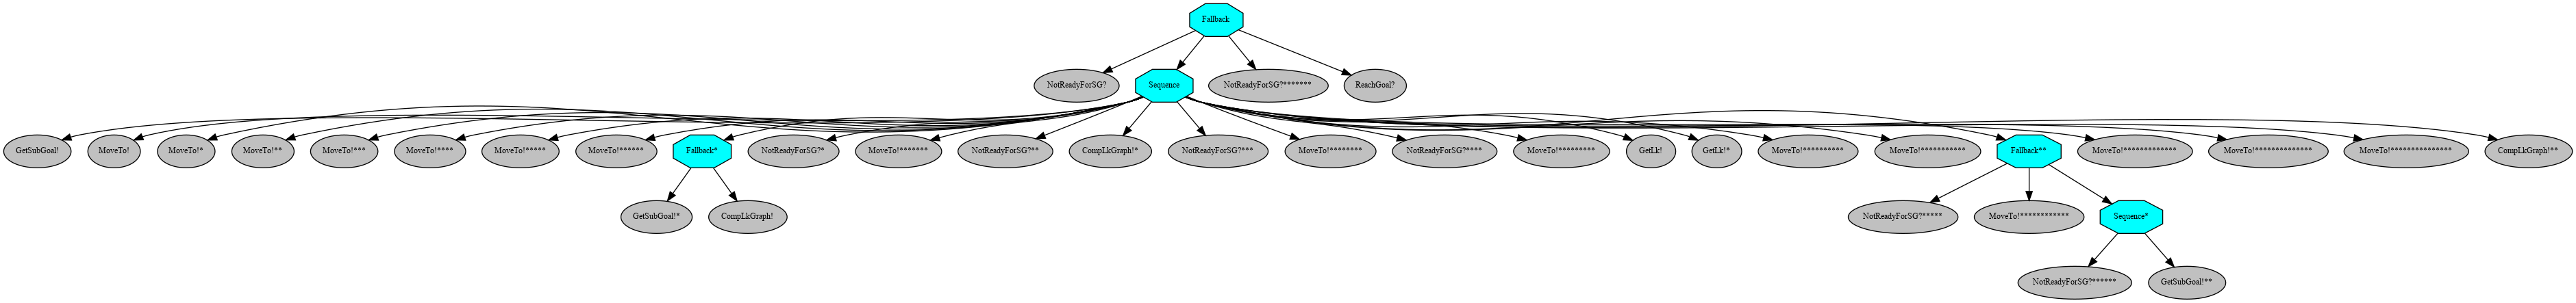 Fallback
NotReadyForSG?
Sequence
NotReadyForSG?*******
ReachGoal?
GetSubGoal!
MoveTo!
MoveTo!*
MoveTo!**
MoveTo!***
MoveTo!****
MoveTo!*****
MoveTo!******
Fallback*
NotReadyForSG?*
MoveTo!*******
NotReadyForSG?**
CompLkGraph!*
NotReadyForSG?***
MoveTo!********
NotReadyForSG?****
MoveTo!*********
GetLk!
GetLk!*
MoveTo!**********
MoveTo!***********
Fallback**
MoveTo!*************
MoveTo!**************
MoveTo!***************
CompLkGraph!**
GetSubGoal!*
CompLkGraph!
NotReadyForSG?*****
MoveTo!************
Sequence*
NotReadyForSG?******
GetSubGoal!**